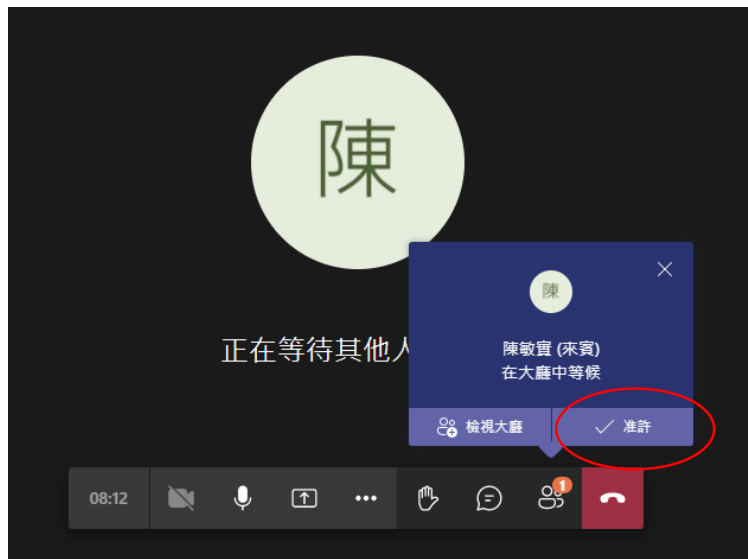 陳
正在等待其他人
陳
陳敏實 (來賓)
在大廳中等候
檢視大廳
准許
08:12
1